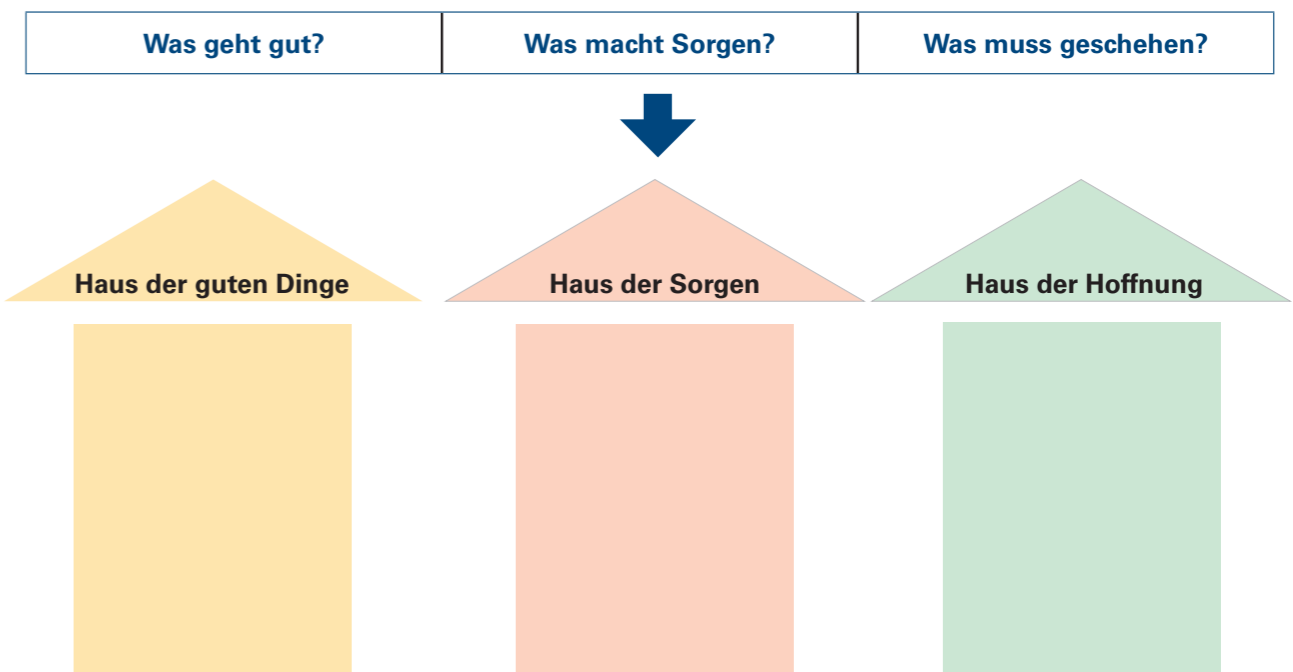 Was geht gut?
Was macht Sorgen?
Was muss geschehen?
Haus der guten Dinge
Haus der Sorgen
Haus der Hoffnung